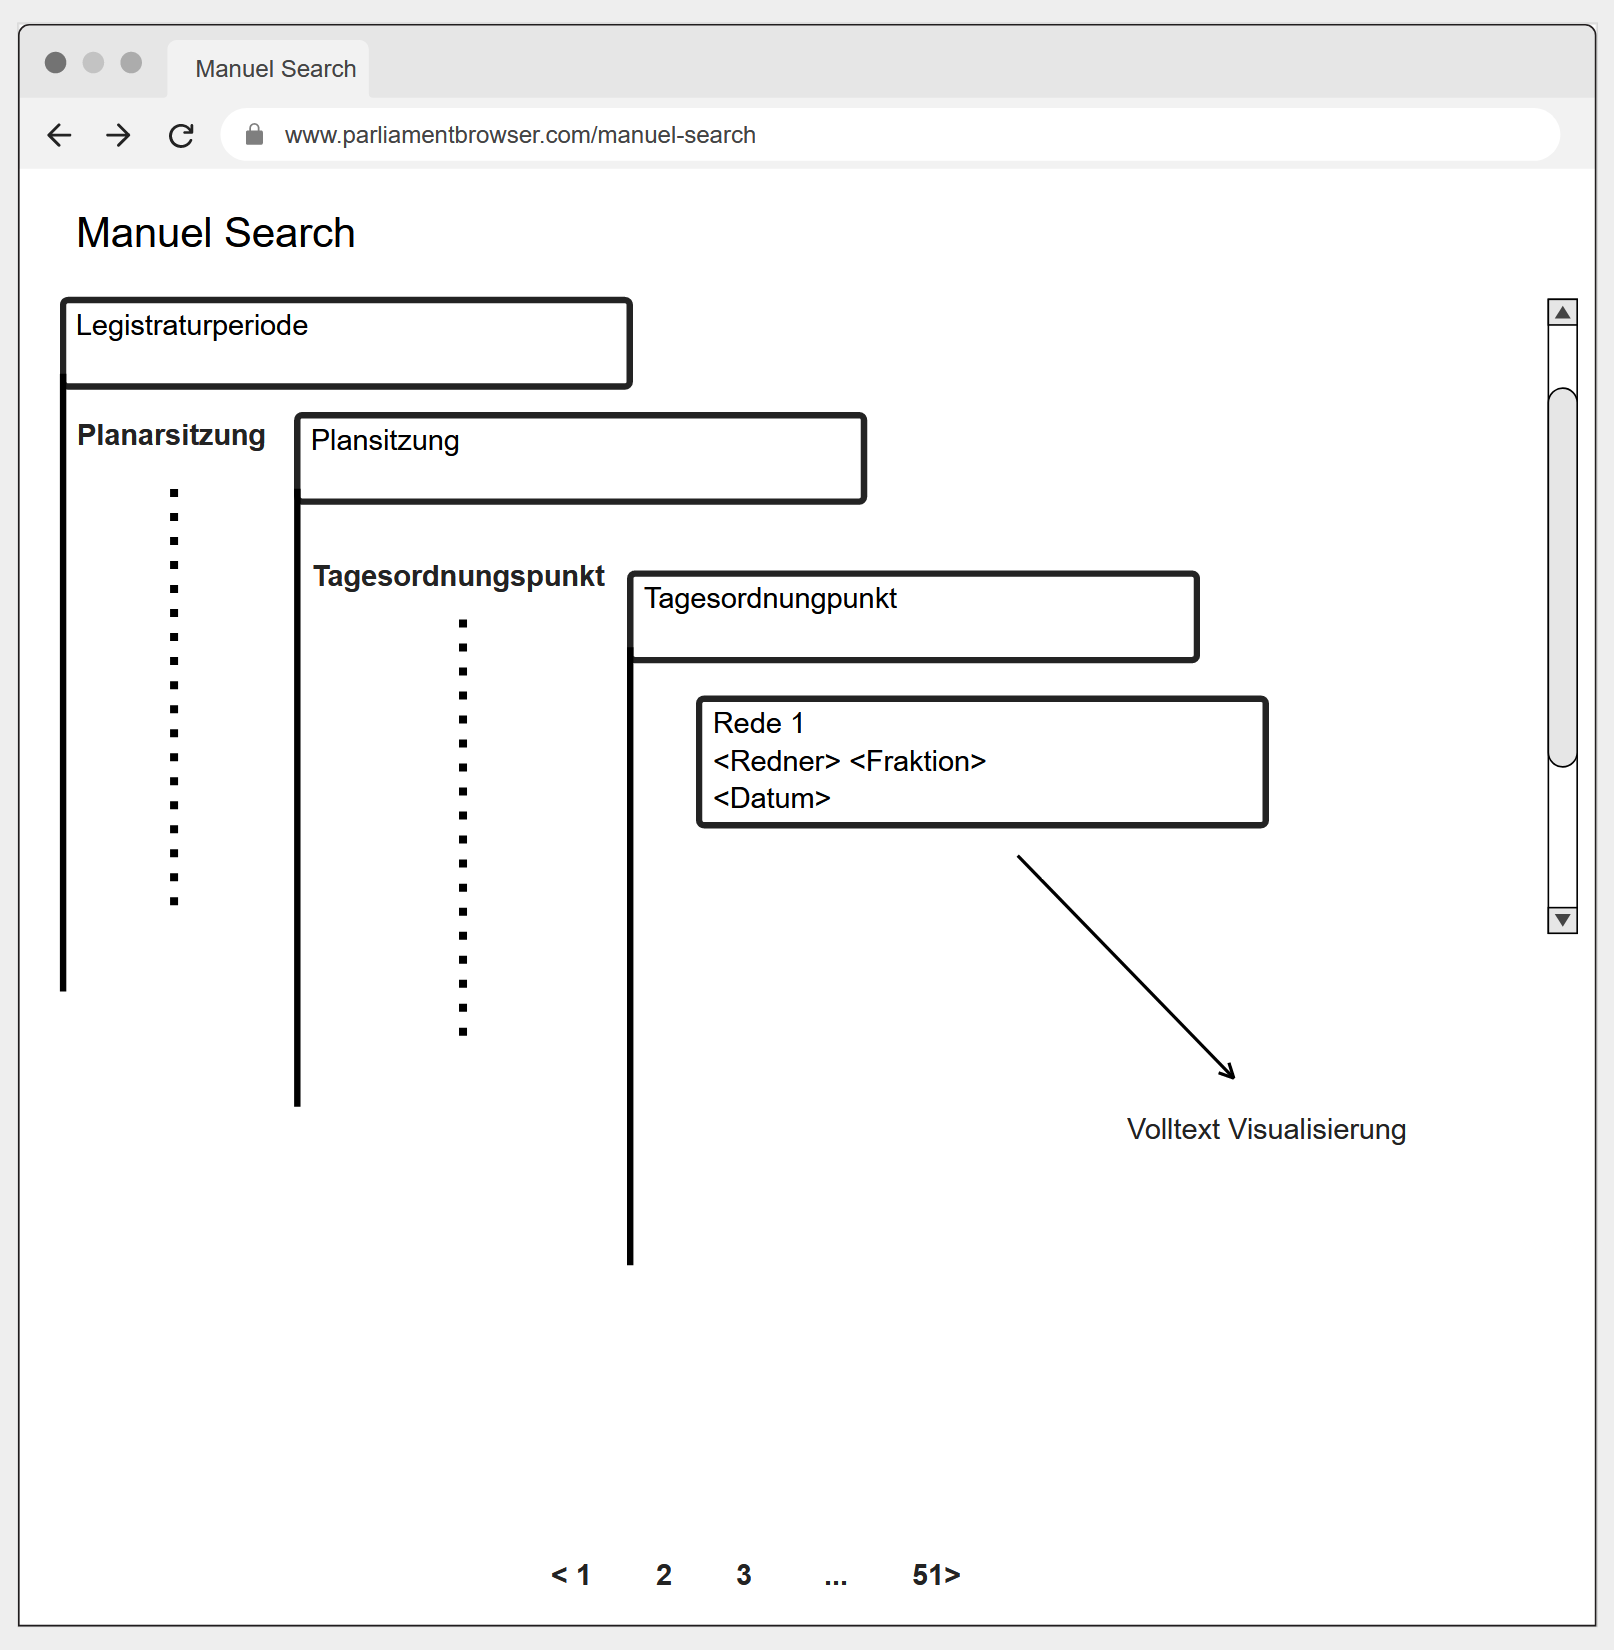 Manuel Search
www.parliamentbrowser.com/manuel-search
Manuel Search
Legistraturperiode
Planarsitzung
Plansitzung
Tagesordnungspunkt
Tagesordnungpunkt
Rede 1
<Redner> <Fraktion>
<Datum>
Volltext Visualisierung
< 1 2 3 ... 51>